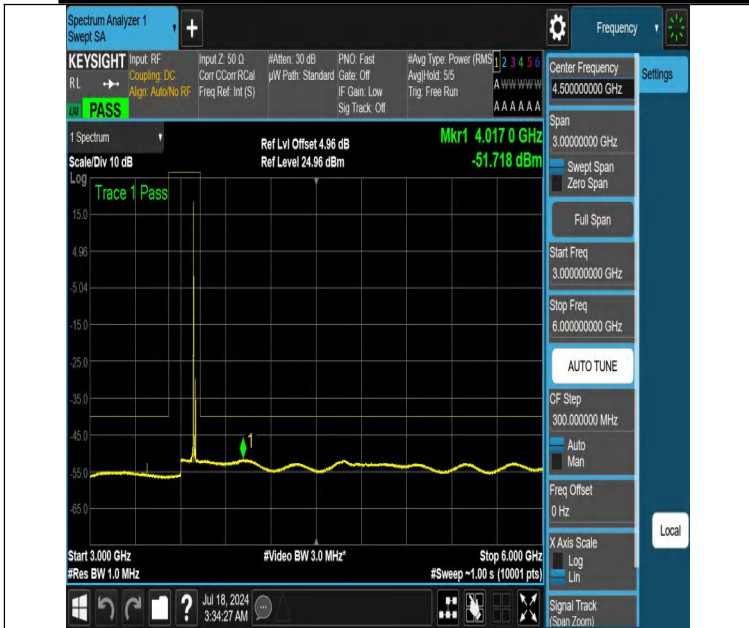 Spectrum Analyzer 1
Swept SA
+
Frequency
KEYSIGHT
RL
LXI
PASS
Input: RF
Coupling: DC
Align: Auto/No RF
Input Z: 50 Ω
Corr CCorr RCal
Freq Ref: Int (S)
#Atten: 30 dB
µW Path: Standard
PNO: Fast
Gate: Off
IF Gain: Low
Sig Track: Off
#Avg Type: Power (RMS
Avg|Hold: 5/5
Trig: Free Run
1 2 3 4 5 6
A W W W W W
A A A A A A
1 Spectrum
Scale/Div 10 dB
Ref Lvl Offset 4.96 dB
Ref Level 24.96 dBm
Mkr1 4.017 0 GHz
-51.718 dBm
Log
Trace 1 Pass
15.0
4.96
-5.04
-15.0
-25.0
-35.0
-45.0
-55.0
-65.0
1
Start 3.000 GHz
#Res BW 1.0 MHz
#Video BW 3.0 MHz*
Stop 6.000 GHz
#Sweep ~1.00 s (10001 pts)
Center Frequency
4.500000000 GHz
Span
3.00000000 GHz
Swept Span
Zero Span
Full Span
Start Freq
3.000000000 GHz
Stop Freq
6.000000000 GHz
AUTO TUNE
CF Step
300.000000 MHz
Auto
Man
Freq Offset
0 Hz
X Axis Scale
Log
Lin
Signal Track
(Span Zoom)
Settings
Local
?
Jul 18, 2024
3:34:27 AM